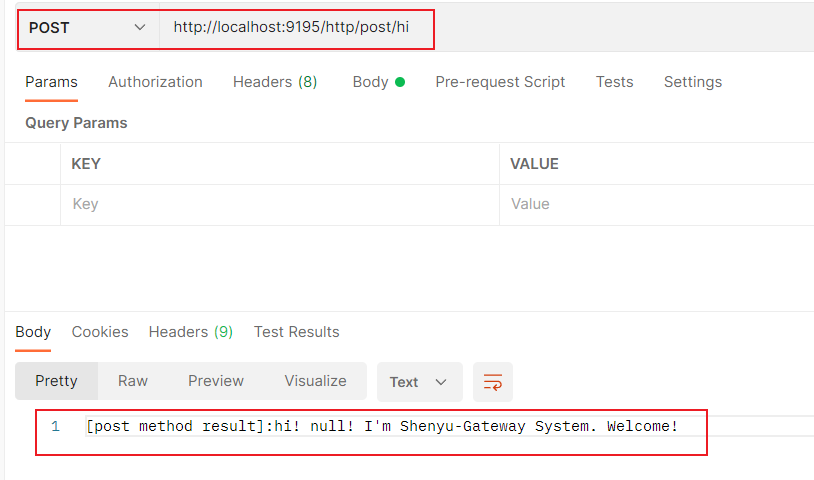 POST http://localhost:9195/http/post/hi
Params Authorization Headers (8) Body Pre-request Script Tests Settings
Query Params
KEY VALUE
Key Value
Body Cookies Headers (9) Test Results
Pretty Raw Preview Visualize Text
1 [post method result]:hi! null! I'm Shenyu-Gateway System. Welcome!